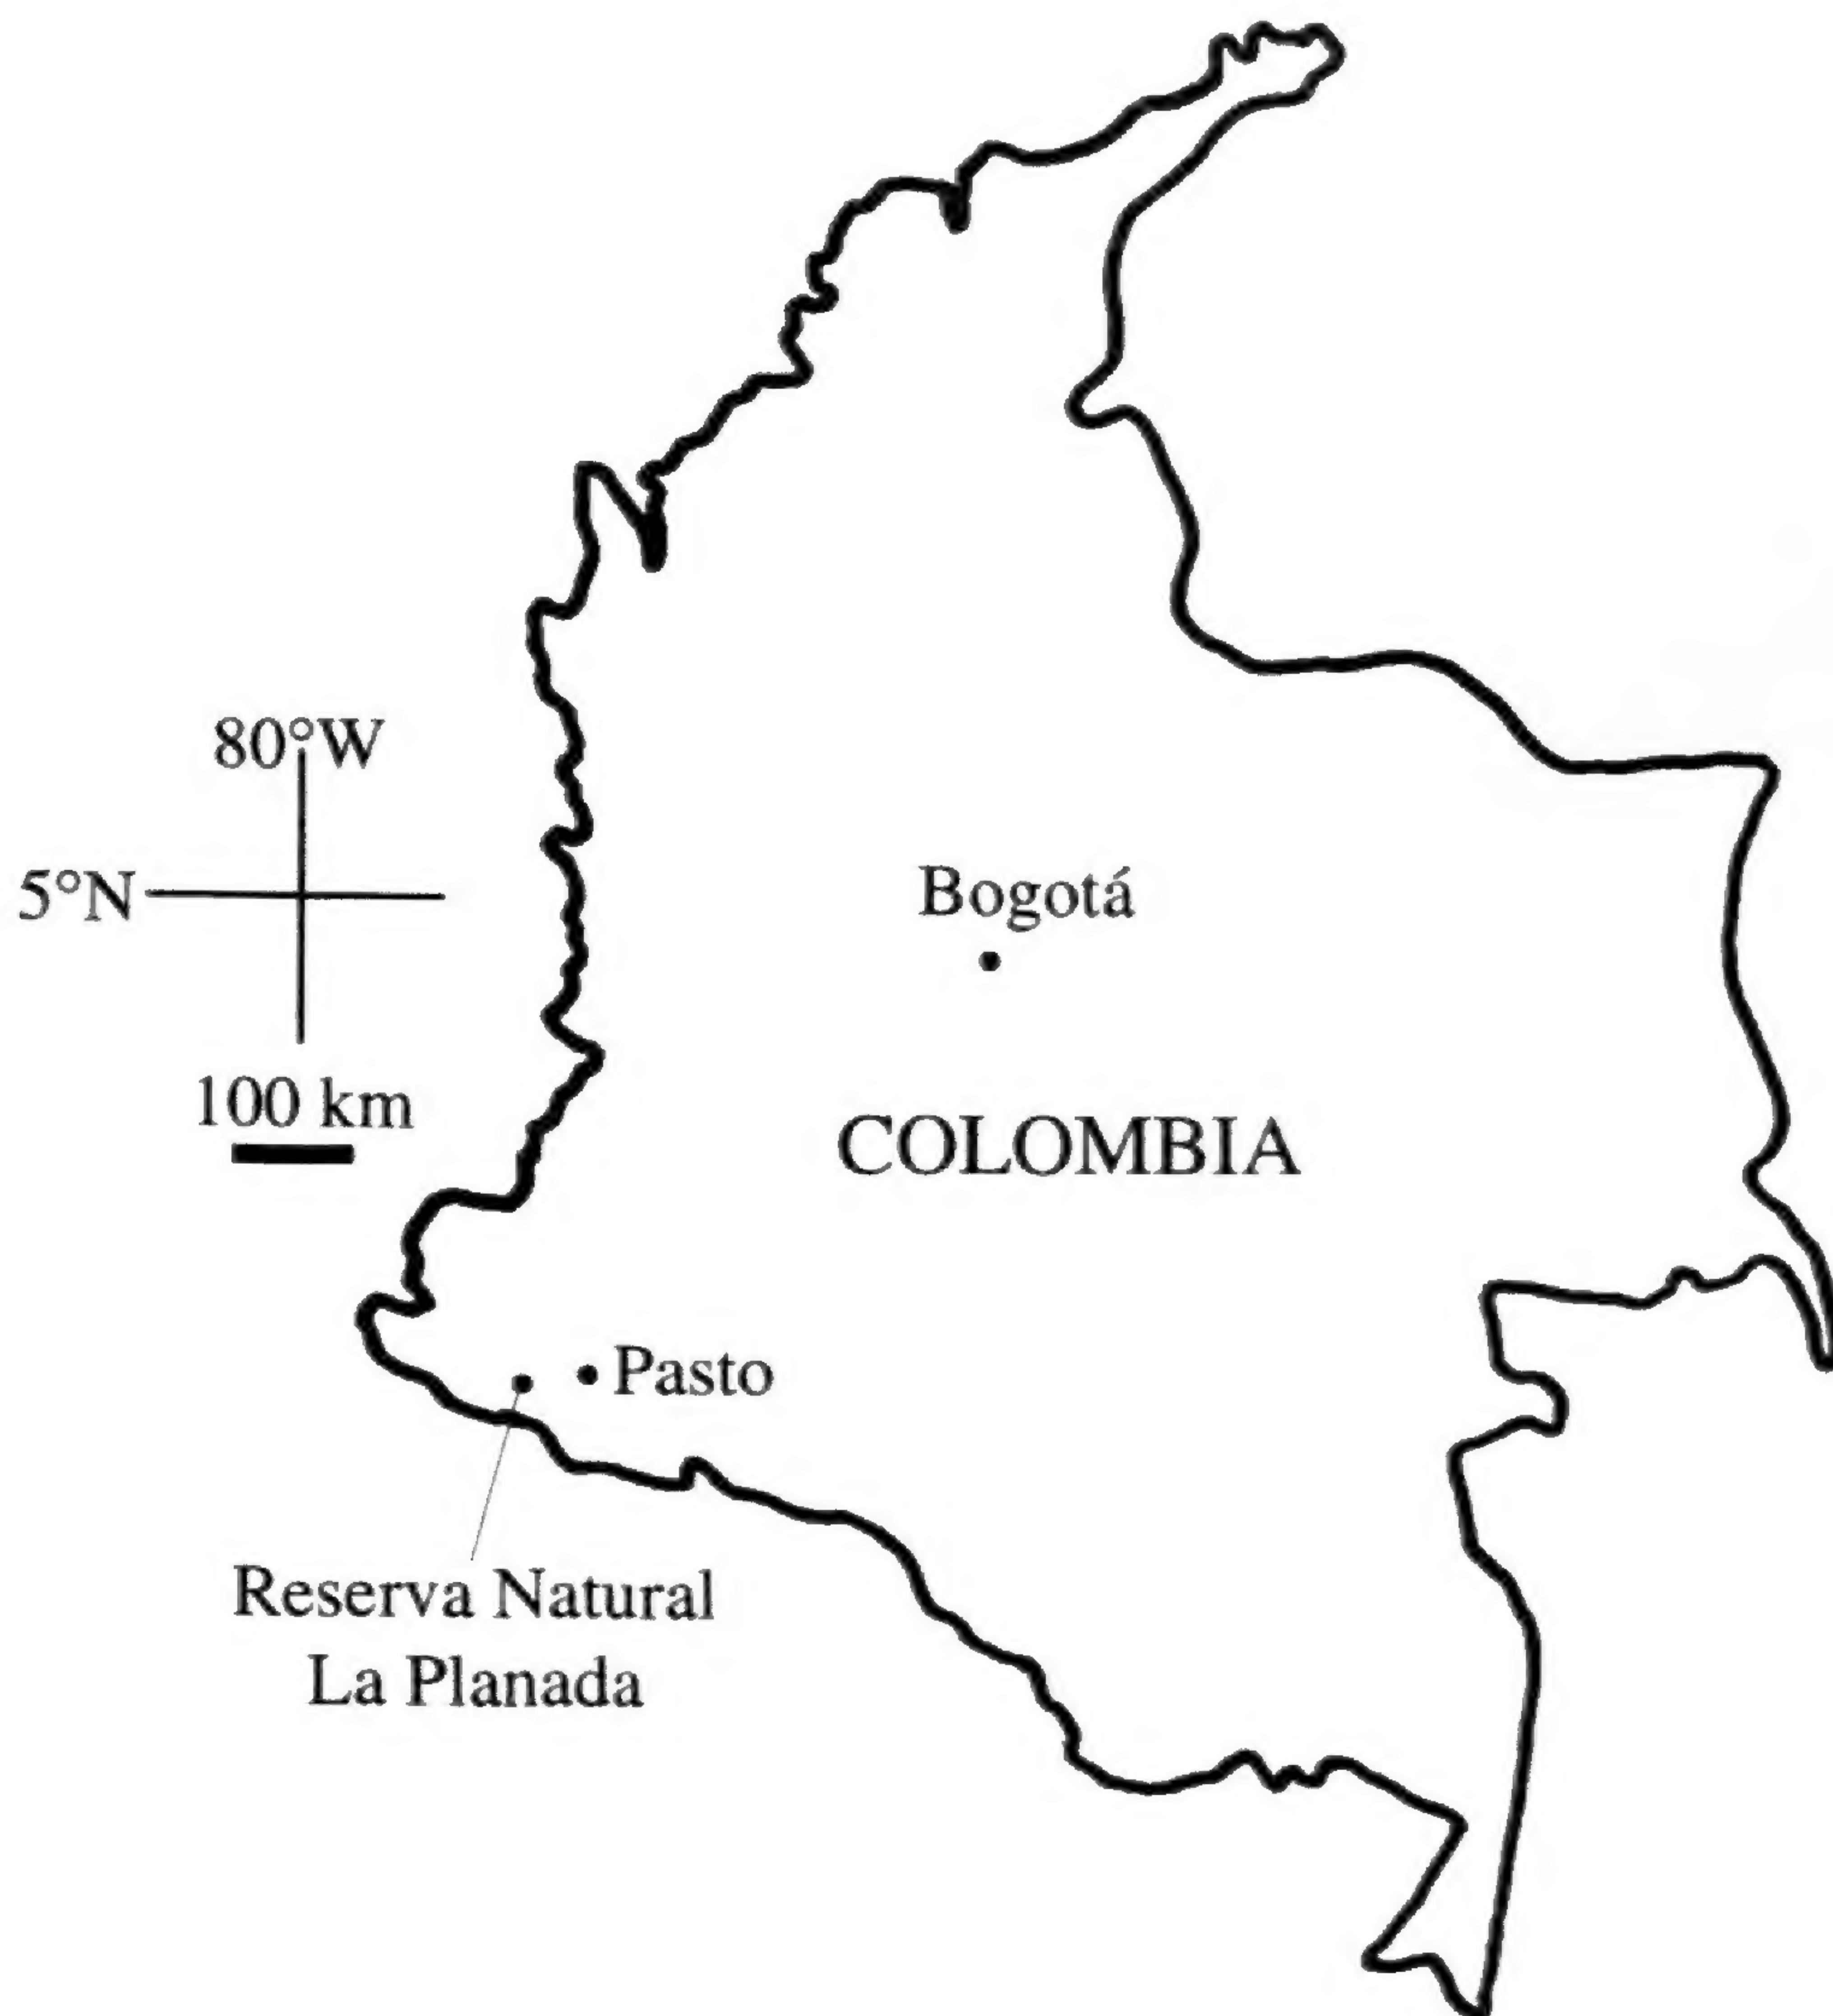 80°W
5°N
Bogotá
100 km
COLOMBIA
Pasto
Reserva Natural
La Planada